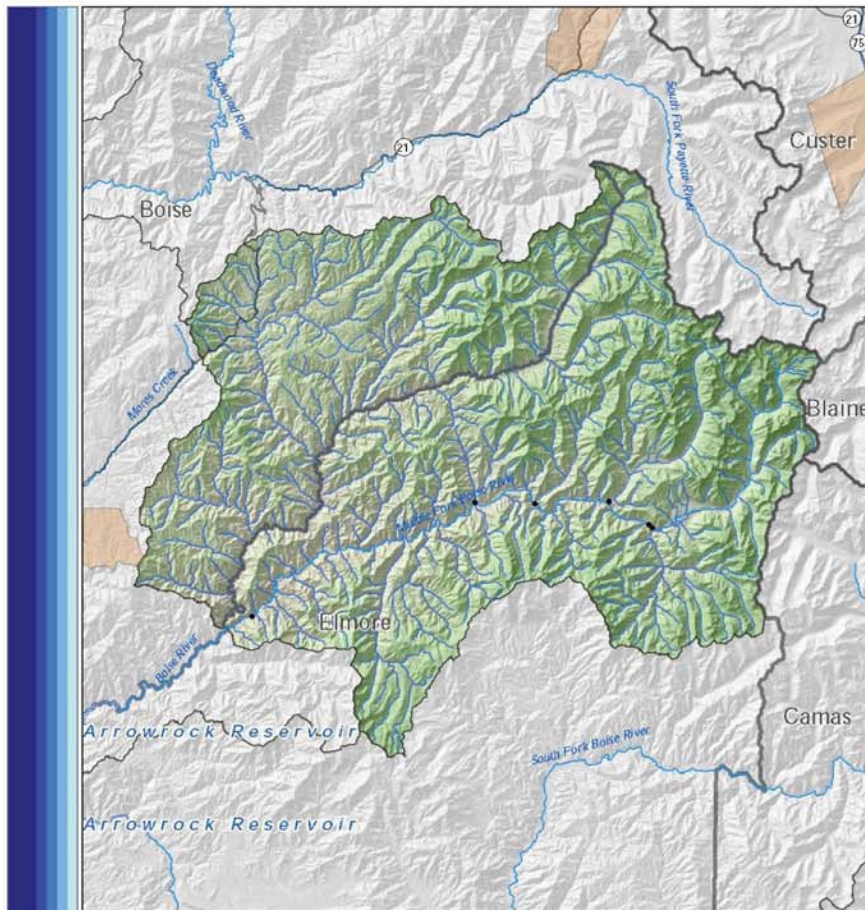 21
75
Deadwood River
South Fork Payette River
Custer
21
Boise
Mores Creek
Blaine
Middle Fork Boise River
Elmore
Boise River
Camas
Arrowrock Reservoir
South Fork Boise River
Arrowrock Reservoir